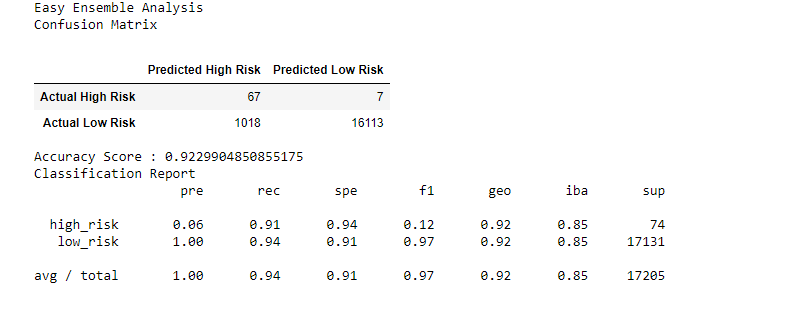 Easy Ensemble Analysis
Confusion Matrix
Predicted High Risk Predicted Low Risk
Actual High Risk 67 7
Actual Low Risk 1018 16113
Accuracy Score : 0.9229904850855175
Classification Report
pre rec spe f1 geo iba sup
high_risk 0.06 0.91 0.94 0.12 0.92 0.85 74
low_risk 1.00 0.94 0.91 0.97 0.92 0.85 17131
avg / total 1.00 0.94 0.91 0.97 0.92 0.85 17205